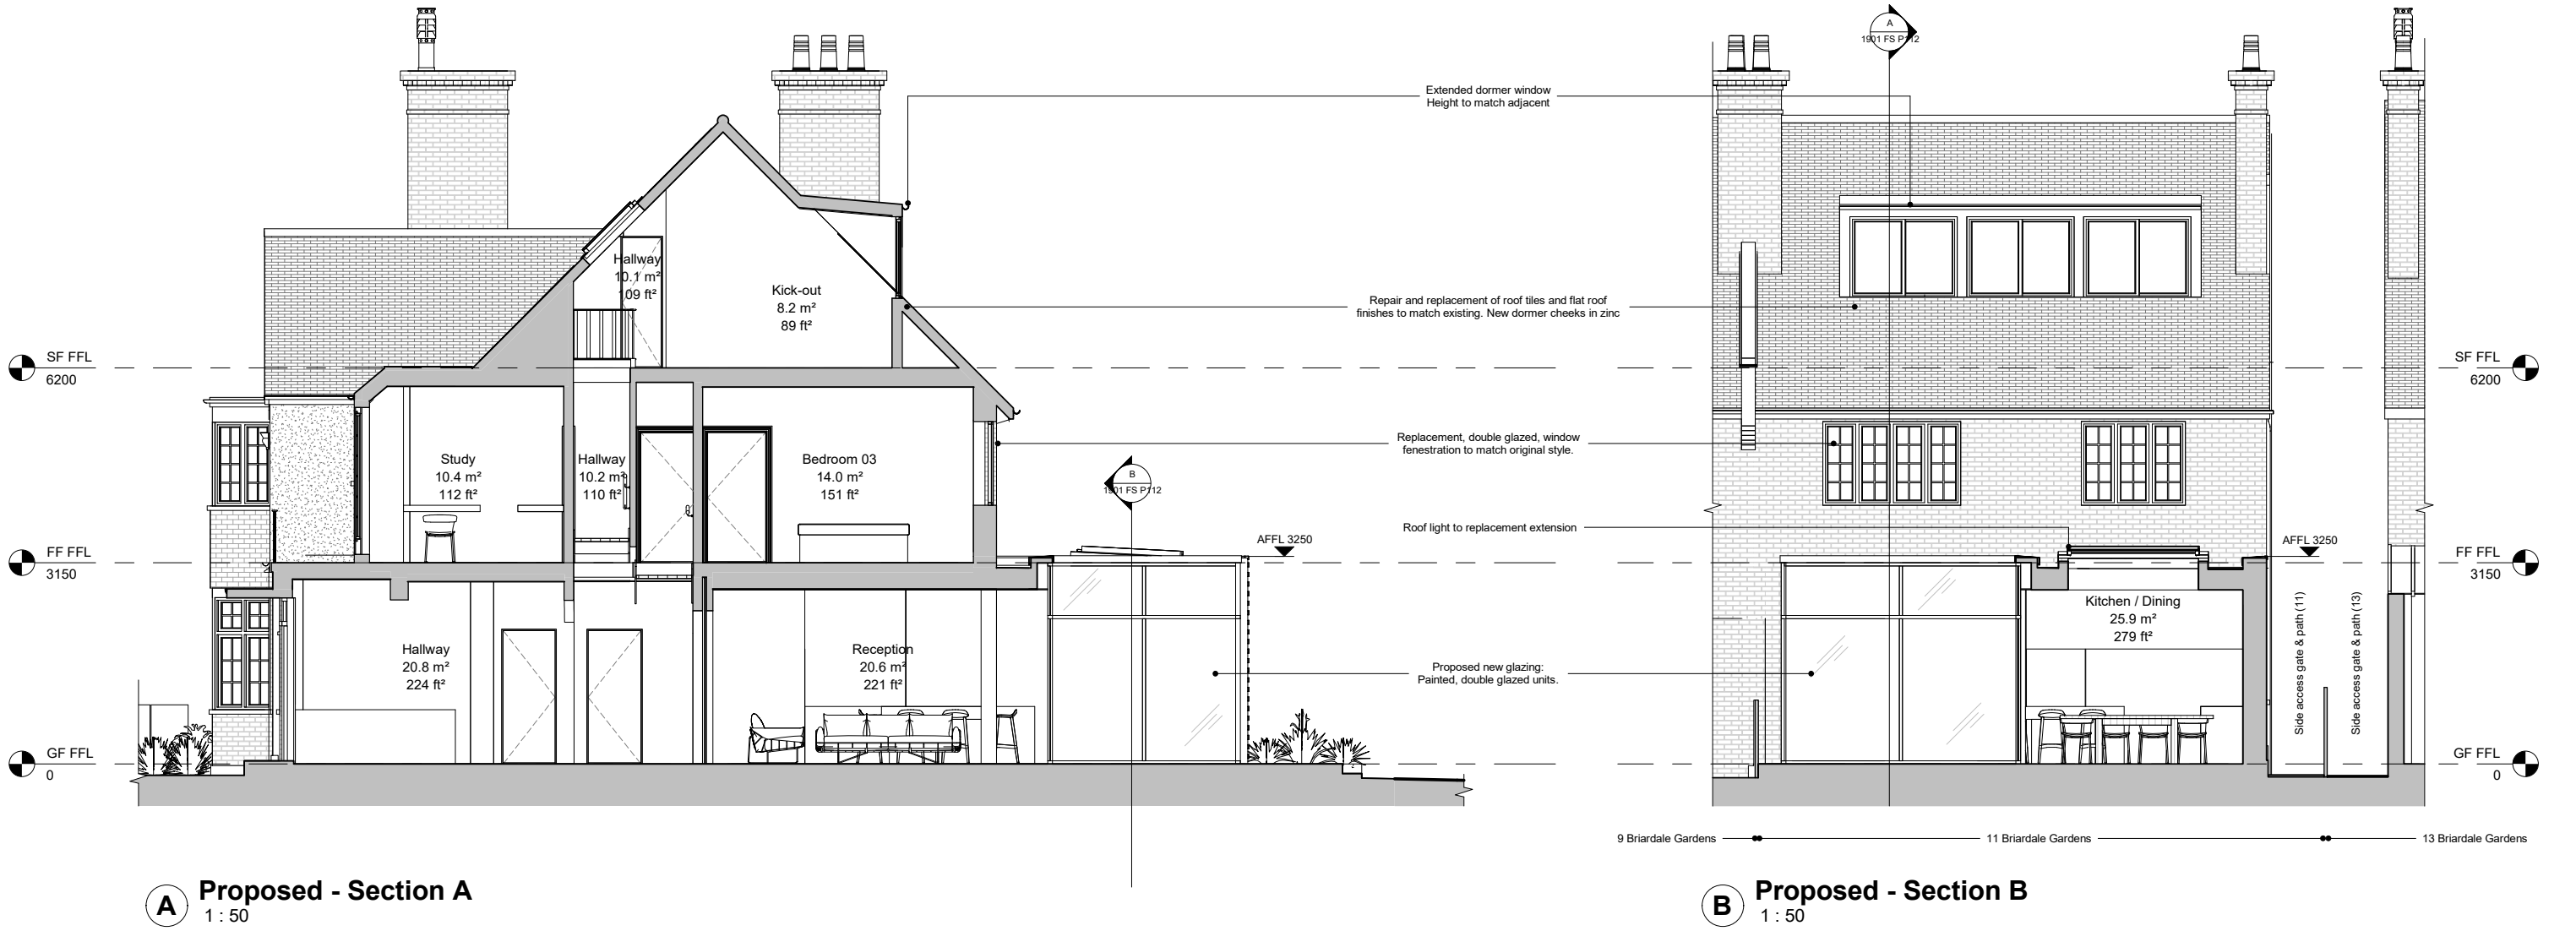 A
1901 FS P112
Extended dormer window
Height to match adjacent
Hallway
10.1 m²
109 ft²
Kick-out
8.2 m²
89 ft²
Repair and replacement of roof tiles and flat roof
finishes to match existing. New dormer cheeks in zinc
SF FFL
6200
SF FFL
6200
Study
10.4 m²
112 ft²
Hallway
10.2 m²
110 ft²
Bedroom 03
14.0 m²
151 ft²
Replacement, double glazed, window
fenestration to match original style.
B
1901 FS P112
Roof light to replacement extension
AFFL 3250
AFFL 3250
FF FFL
3150
FF FFL
3150
Hallway
20.8 m²
224 ft²
Reception
20.6 m²
221 ft²
Proposed new glazing:
Painted, double glazed units.
Kitchen / Dining
25.9 m²
279 ft²
Side access gate & path (11)
Side access gate & path (13)
GF FFL
0
GF FFL
0
9 Briardale Gardens
11 Briardale Gardens
13 Briardale Gardens
A
Proposed - Section A
1 : 50
B
Proposed - Section B
1 : 50